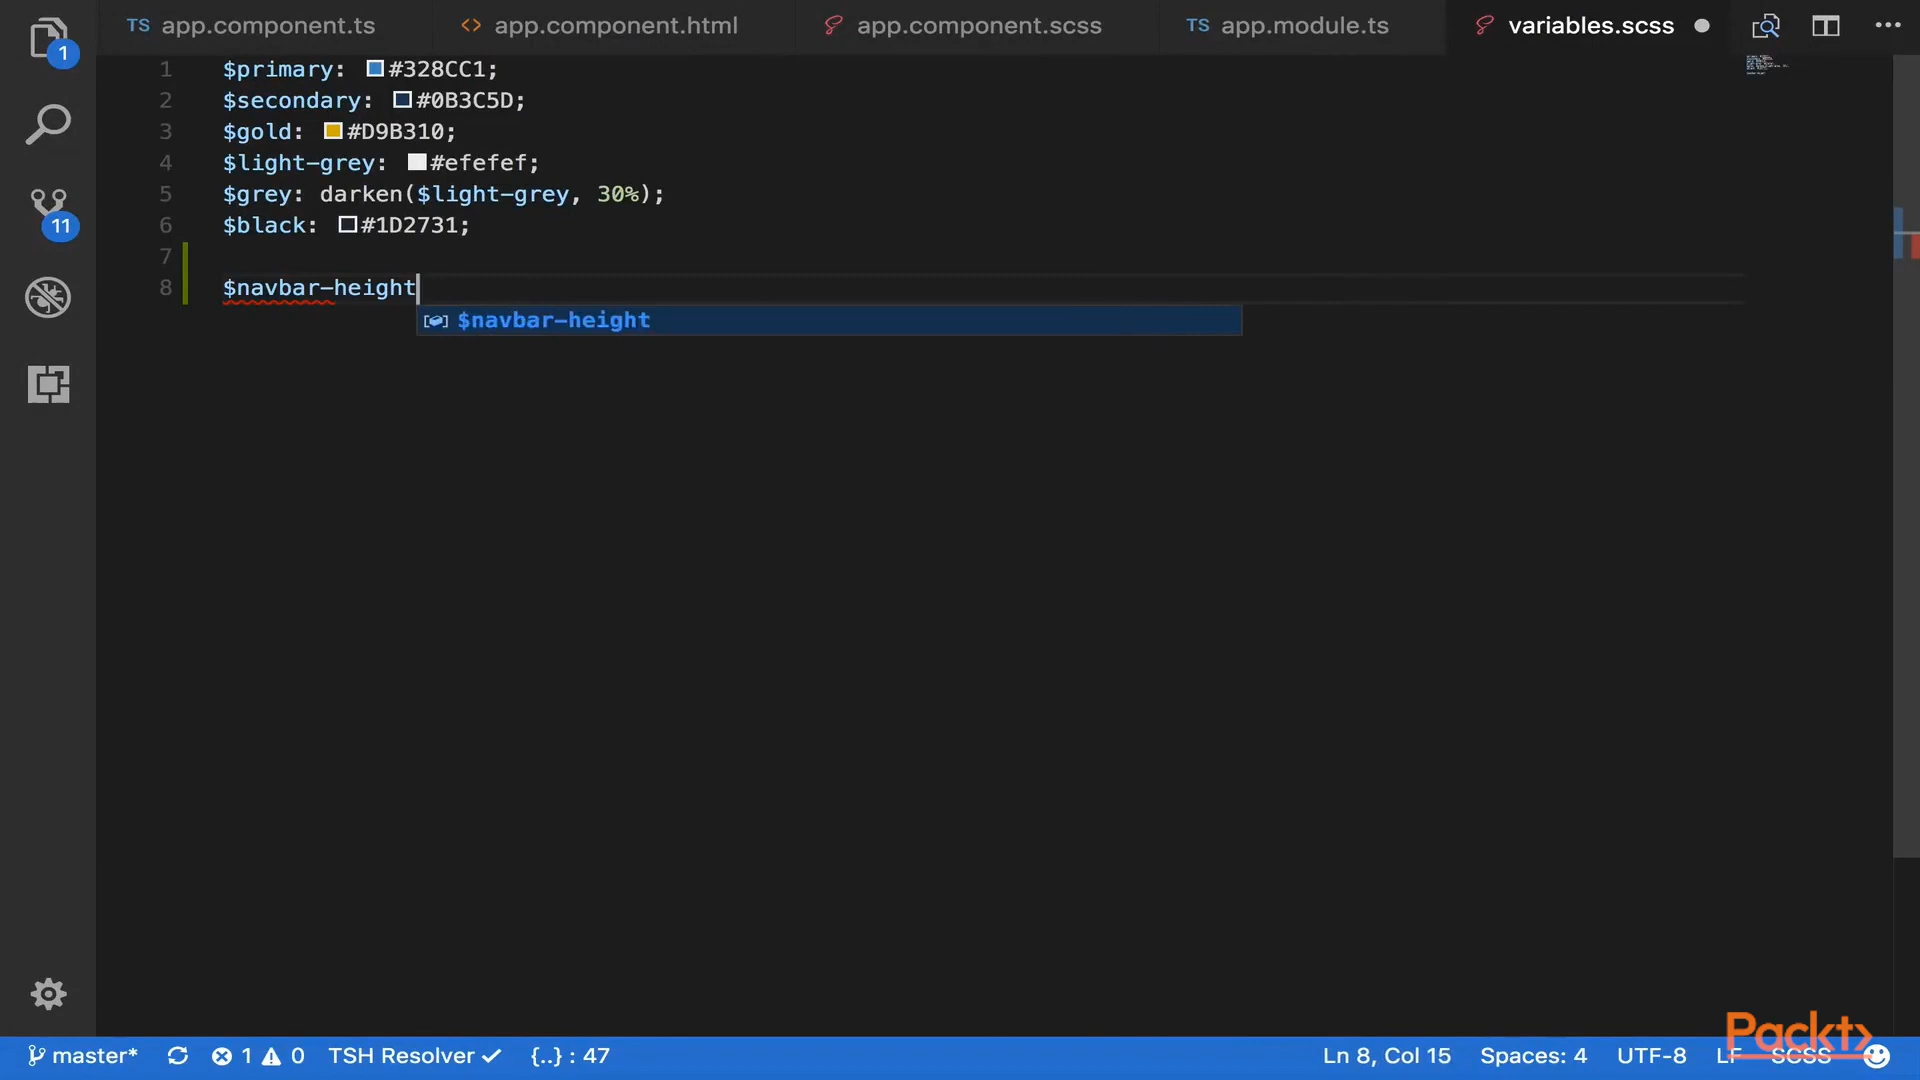 1
TS app.component.ts <> app.component.html app.component.scss TS app.module.ts variables.scss
1 $primary: #328CC1;
2 $secondary: #0B3C5D;
3 $gold: #D9B310;
4 $light-grey: #efefef;
5 $grey: darken($light-grey, 30%);
6 $black: #1D2731;
7
8 $navbar-height
$navbar-height
11
Packt>
master* 1 0 TSH Resolver {..} : 47 Ln 8, Col 15 Spaces: 4 UTF-8 LF SCSS